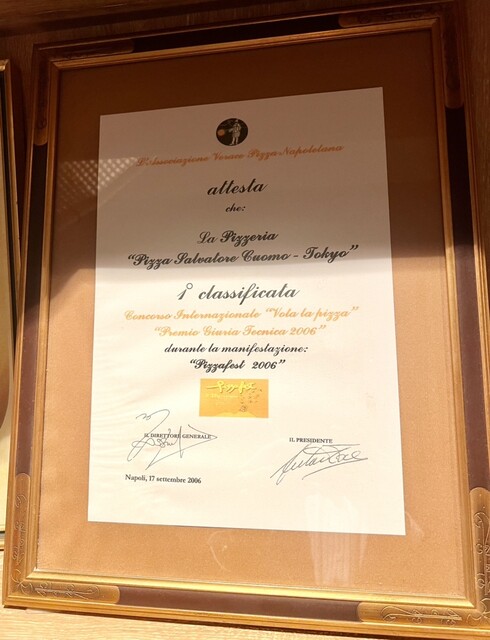 L'Associazione Verace Pizza Napoletana
attesta
che:
La Pizzeria
"Pizza Salvatore Cuomo - Tokyo"
1° classificata
Concorso Internazionale "Vota la pizza"
"Premio Giuria Tecnica 2006"
durante la manifestazione:
"Pizzafest 2006"
IL DIRETTORE GENERALE
IL PRESIDENTE
Napoli, 17 settembre 2006